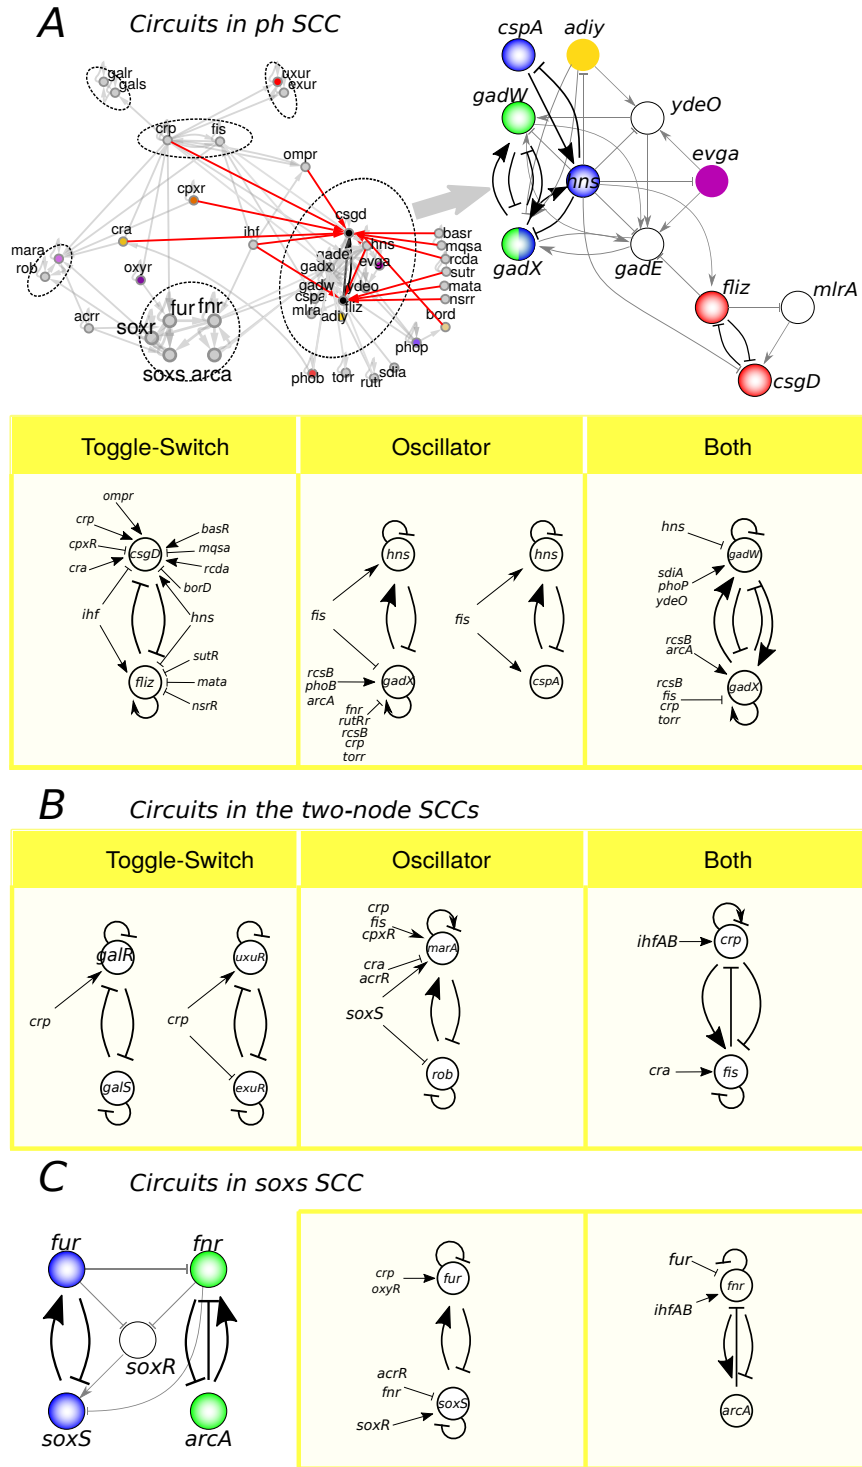 A Circuits in ph SCC
galr
gals
uxur
exur
crp
fis
ompr
cpxr
csgd
cra
ihf
hns
gade
gadx
evga
mara
rob
oxyr
gadw
ydeo
cspa
fliz
mlra
adiy
basr
mqsa
rcda
sutr
mata
nsrr
bord
acrr
fur fnr
soxr
soxs arca
phop
phob
torr
rutr
sdia
cspA adiy
gadW
ydeO
hns
evga
gadX
gadE
fliz
mlrA
csgD
Toggle-Switch Oscillator Both
ompr
crp
cpxR
cra
csgD
basR
mqsa
rcda
borD
ihf
hns
fliz
sutR
mata
nsrR
hns
fis
rcsB
phoB
arcA
gadX
fnr
rutRr
rcsB
crp
torr
hns
fis
cspA
hns
gadW
sdiA
phoP
ydeO
rcsB
arcA
gadX
rcsB
fis
crp
torr
B Circuits in the two-node SCCs
Toggle-Switch Oscillator Both
galR
crp
galS
uxuR
crp
exuR
crp
fis
cpxR
marA
cra
acrR
soxS
rob
ihfAB
crp
cra
fis
C Circuits in soxs SCC
fur fnr
soxR
soxS arcA
crp
oxyR
fur
acrR
fnr
soxR
soxS
fur
fnr
ihfAB
arcA